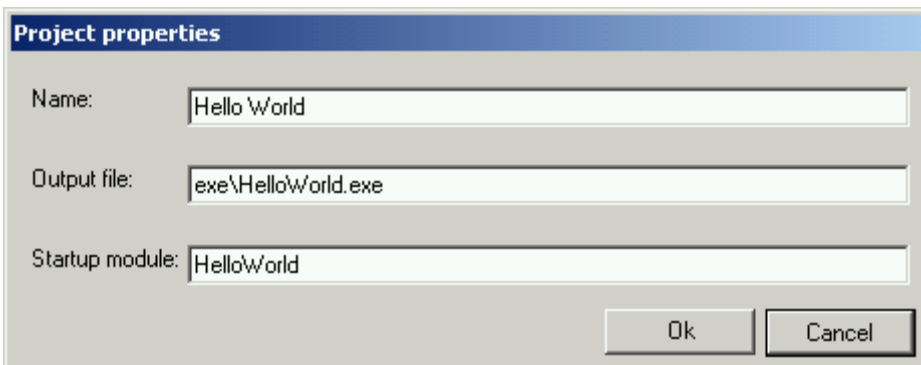 Project properties
Name: Hello World
Output file: exe\HelloWorld.exe
Startup module: HelloWorld
Ok Cancel